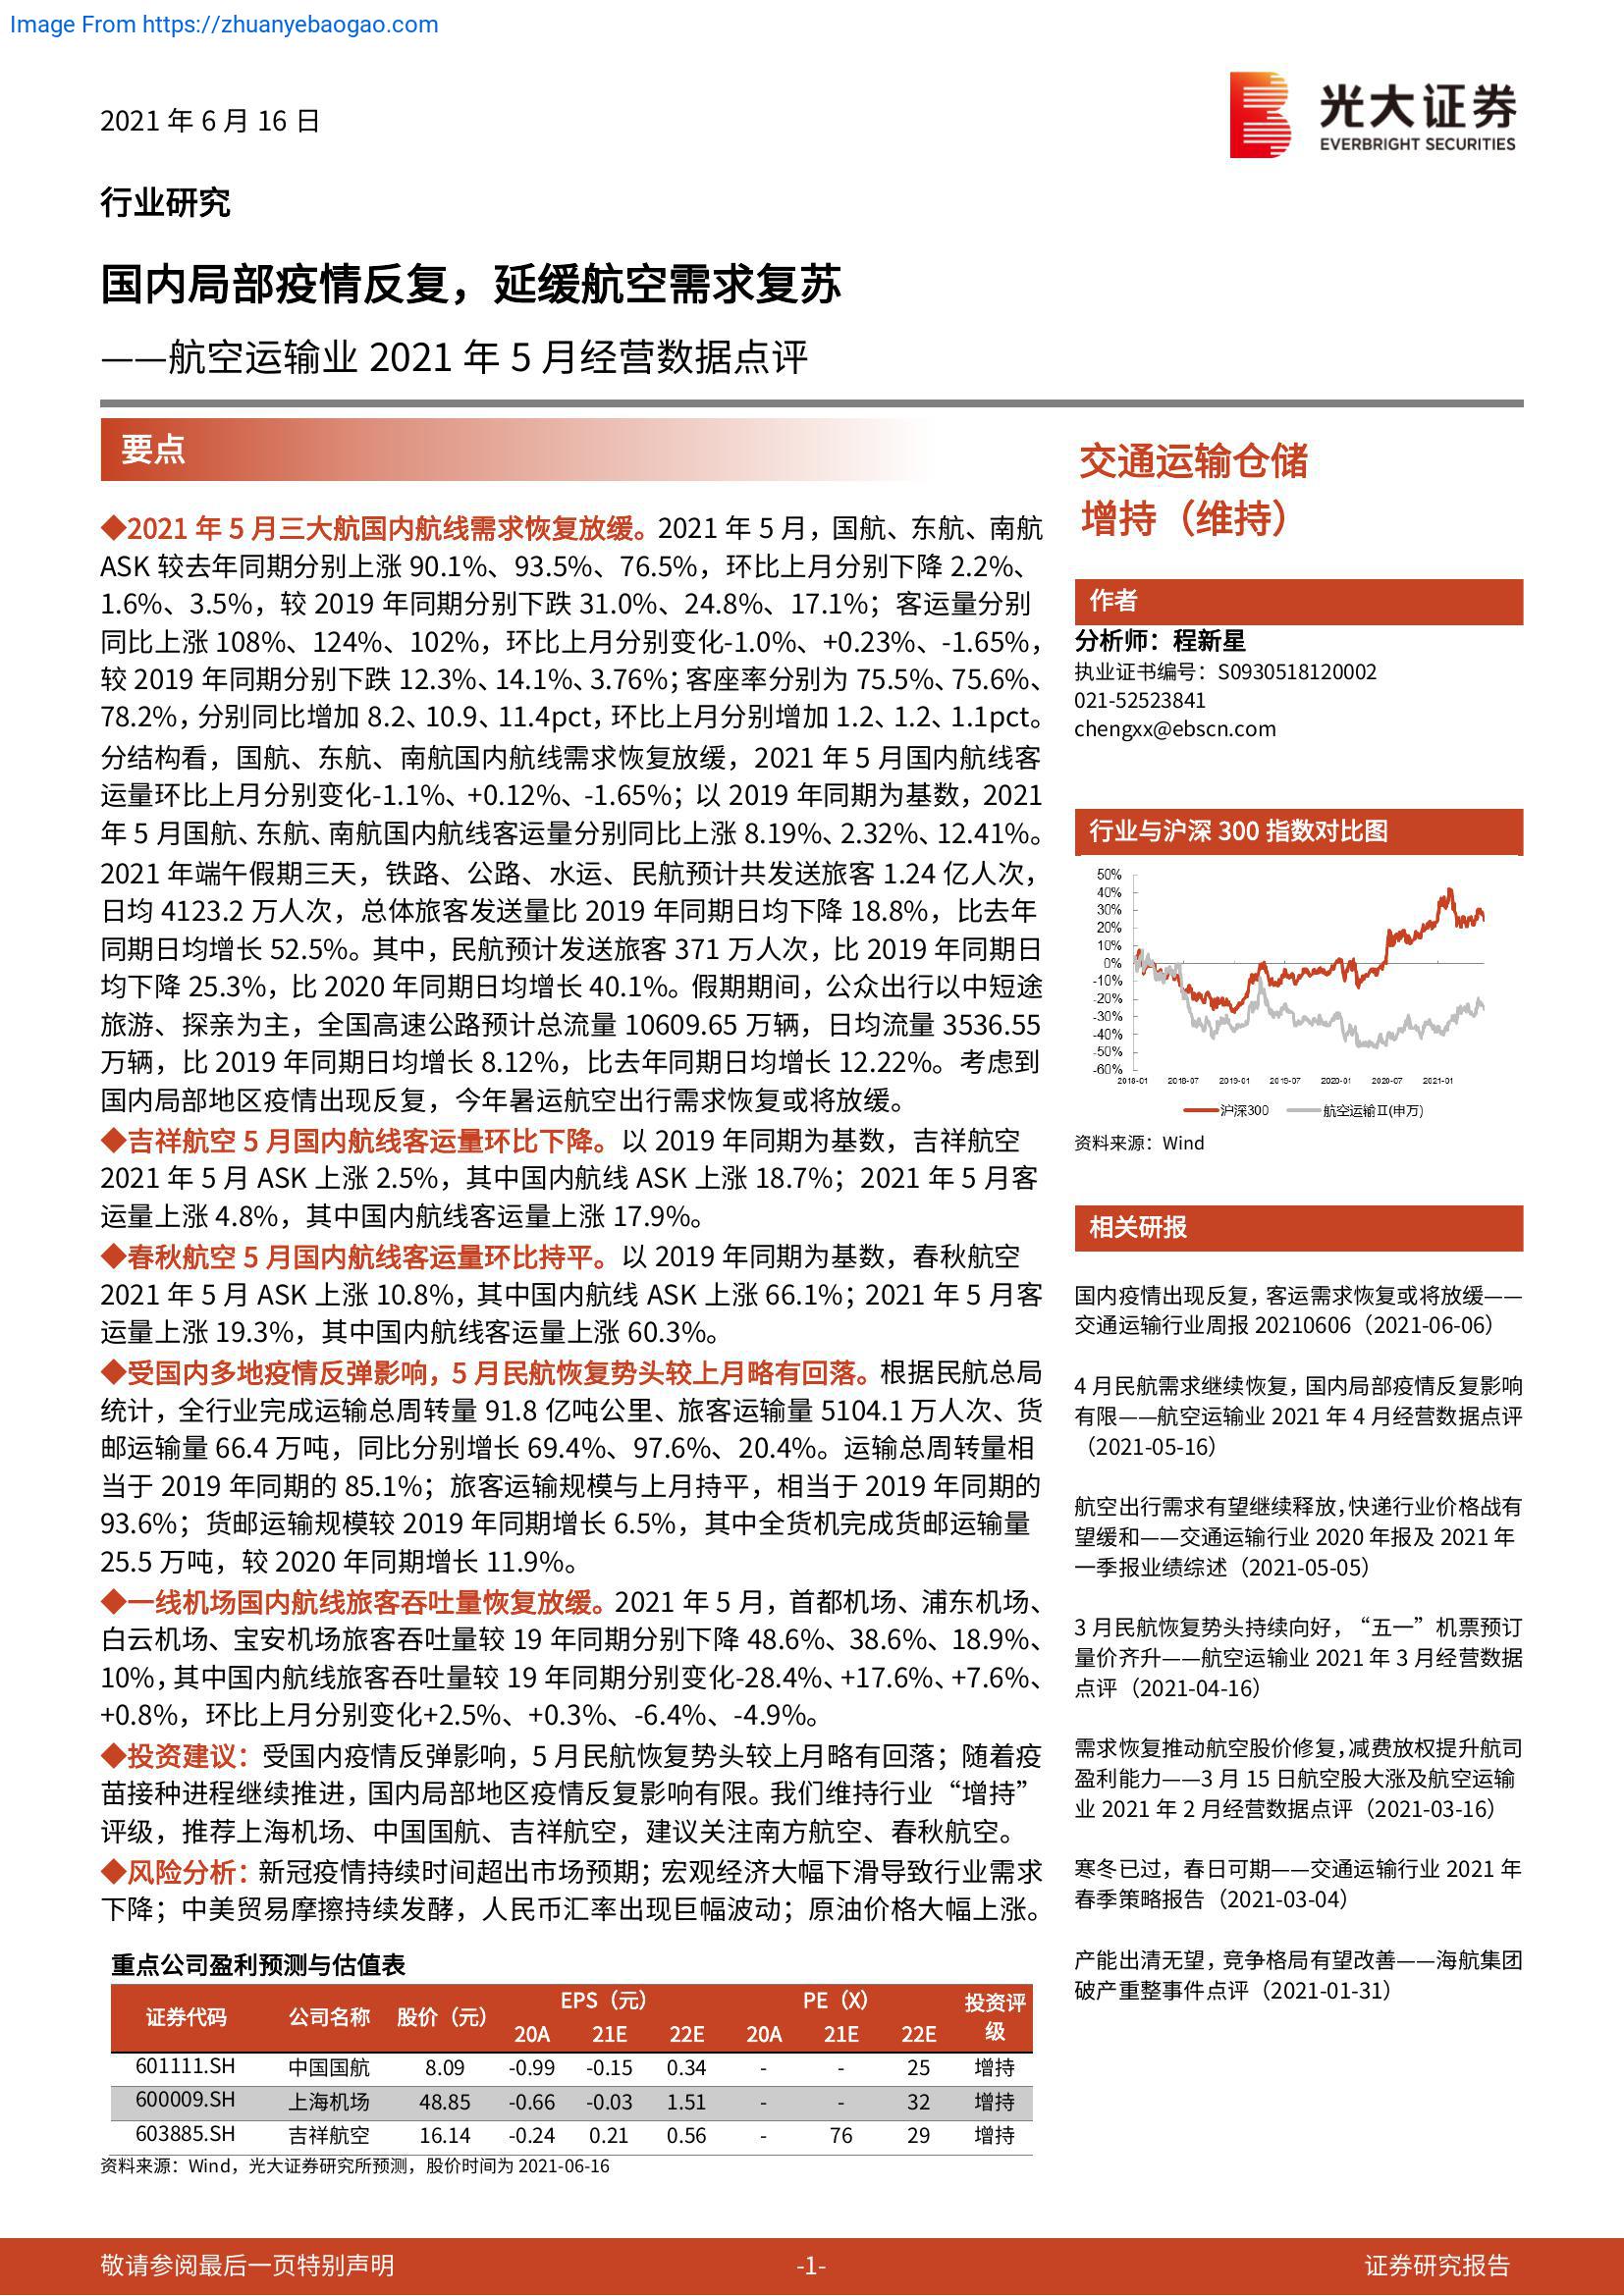 Image From https://zhuanyebaogao.com
2021 年 6 月 16 日
光大证券
EVERBRIGHT SECURITIES
行业研究
国内局部疫情反复，延缓航空需求复苏
——航空运输业 2021 年 5 月经营数据点评
要点
◆2021 年 5 月三大航国内航线需求恢复放缓。2021 年 5 月，国航、东航、南航
ASK 较去年同期分别上涨 90.1%、93.5%、76.5%，环比上月分别下降 2.2%、
1.6%、3.5%，较 2019 年同期分别下跌 31.0%、24.8%、17.1%；客运量分别
同比上涨 108%、124%、102%，环比上月分别变化-1.0%、+0.23%、-1.65%，
较 2019 年同期分别下跌 12.3%、14.1%、3.76%；客座率分别为 75.5%、75.6%、
78.2%，分别同比增加 8.2、10.9、11.4pct，环比上月分别增加 1.2、1.2、1.1pct。
分结构看，国航、东航、南航国内航线需求恢复放缓，2021 年 5 月国内航线客
运量环比上月分别变化-1.1%、+0.12%、-1.65%；以 2019 年同期为基数，2021
年 5 月国航、东航、南航国内航线客运量分别同比上涨 8.19%、2.32%、12.41%。
2021 年端午假期三天，铁路、公路、水运、民航预计共发送旅客 1.24 亿人次，
日均 4123.2 万人次，总体旅客发送量比 2019 年同期日均下降 18.8%，比去年
同期日均增长 52.5%。其中，民航预计发送旅客 371 万人次，比 2019 年同期日
均下降 25.3%，比 2020 年同期日均增长 40.1%。假期期间，公众出行以中短途
旅游、探亲为主，全国高速公路预计总流量 10609.65 万辆，日均流量 3536.55
万辆，比 2019 年同期日均增长 8.12%，比去年同期日均增长 12.22%。考虑到
国内局部地区疫情出现反复，今年暑运航空出行需求恢复或将放缓。
◆吉祥航空 5 月国内航线客运量环比下降。以 2019 年同期为基数，吉祥航空
2021 年 5 月 ASK 上涨 2.5%，其中国内航线 ASK 上涨 18.7%；2021 年 5 月客
运量上涨 4.8%，其中国内航线客运量上涨 17.9%。
◆春秋航空 5 月国内航线客运量环比持平。以 2019 年同期为基数，春秋航空
2021 年 5 月 ASK 上涨 10.8%，其中国内航线 ASK 上涨 66.1%；2021 年 5 月客
运量上涨 19.3%，其中国内航线客运量上涨 60.3%。
◆受国内多地疫情反弹影响，5 月民航恢复势头较上月略有回落。根据民航总局
统计，全行业完成运输总周转量 91.8 亿吨公里、旅客运输量 5104.1 万人次、货
邮运输量 66.4 万吨，同比分别增长 69.4%、97.6%、20.4%。运输总周转量相
当于 2019 年同期的 85.1%；旅客运输规模与上月持平，相当于 2019 年同期的
93.6%；货邮运输规模较 2019 年同期增长 6.5%，其中全货机完成货邮运输量
25.5 万吨，较 2020 年同期增长 11.9%。
◆一线机场国内航线旅客吞吐量恢复放缓。2021 年 5 月，首都机场、浦东机场、
白云机场、宝安机场旅客吞吐量较 19 年同期分别下降 48.6%、38.6%、18.9%、
10%，其中国内航线旅客吞吐量较 19 年同期分别变化-28.4%、+17.6%、+7.6%、
+0.8%，环比上月分别变化+2.5%、+0.3%、-6.4%、-4.9%。
◆投资建议：受国内疫情反弹影响，5 月民航恢复势头较上月略有回落；随着疫
苗接种进程继续推进，国内局部地区疫情反复影响有限。我们维持行业“增持”
评级，推荐上海机场、中国国航、吉祥航空，建议关注南方航空、春秋航空。
◆风险分析：新冠疫情持续时间超出市场预期；宏观经济大幅下滑导致行业需求
下降；中美贸易摩擦持续发酵，人民币汇率出现巨幅波动；原油价格大幅上涨。
重点公司盈利预测与估值表
证券代码 公司名称 股价（元） EPS（元） PE（X） 投资评级
20A 21E 22E 20A 21E 22E
601111.SH 中国国航 8.09 -0.99 -0.15 0.34 - - 25 增持
600009.SH 上海机场 48.85 -0.66 -0.03 1.51 - - 32 增持
603885.SH 吉祥航空 16.14 -0.24 0.21 0.56 - 76 29 增持
资料来源：Wind，光大证券研究所预测，股价时间为 2021-06-16
交通运输仓储
增持（维持）
作者
分析师：程新星
执业证书编号：S0930518120002
021-52523841
chengxx@ebscn.com
行业与沪深 300 指数对比图
50%
40%
30%
20%
10%
0%
-10%
-20%
-30%
-40%
-50%
-60%
2018-01 2018-07 2019-01 2019-07 2020-01 2020-07 2021-01
沪深300 航空运输Ⅱ(申万)
资料来源：Wind
相关研报
国内疫情出现反复，客运需求恢复或将放缓——
交通运输行业周报 20210606（2021-06-06）
4 月民航需求继续恢复，国内局部疫情反复影响
有限——航空运输业 2021 年 4 月经营数据点评
（2021-05-16）
航空出行需求有望继续释放，快递行业价格战有
望缓和——交通运输行业 2020 年报及 2021 年
一季报业绩综述（2021-05-05）
3 月民航恢复势头持续向好，“五一”机票预订
量价齐升——航空运输业 2021 年 3 月经营数据
点评（2021-04-16）
需求恢复推动航空股价修复，减费放权提升航司
盈利能力——3 月 15 日航空股大涨及航空运输
业 2021 年 2 月经营数据点评（2021-03-16）
寒冬已过，春日可期——交通运输行业 2021 年
春季策略报告（2021-03-04）
产能出清无望，竞争格局有望改善——海航集团
破产重整事件点评（2021-01-31）
敬请参阅最后一页特别声明 -1- 证券研究报告